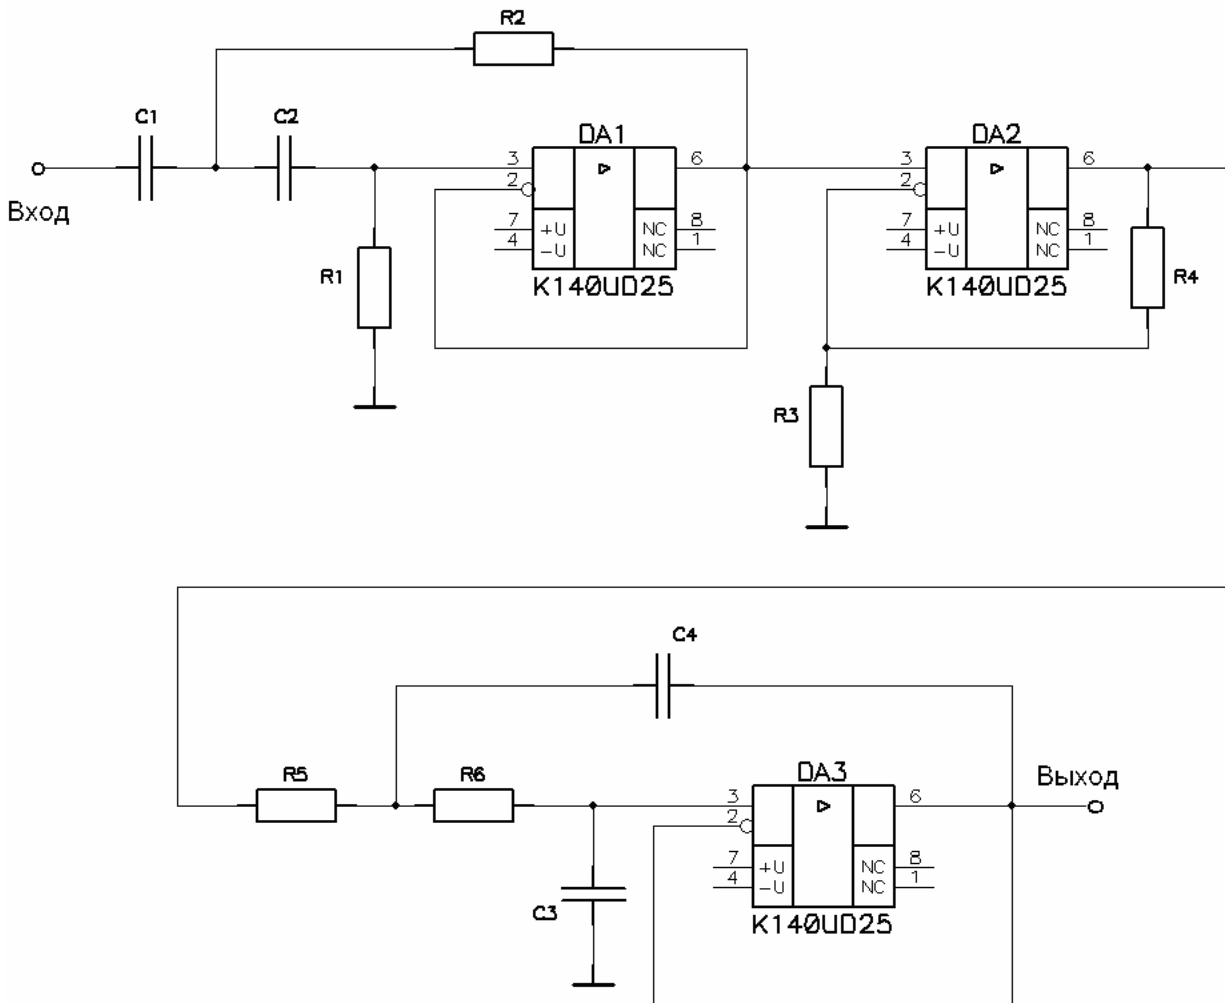 R2
C1
C2
DA1
DA2
3
6
3
6
2
2
Вход
7
+U
NC
8
7
+U
NC
8
4
-U
NC
1
4
-U
NC
1
R1
R4
K140UD25
K140UD25
R3
C4
R5
R6
DA3
Выход
3
6
2
7
+U
NC
8
4
-U
NC
1
C3
K140UD25